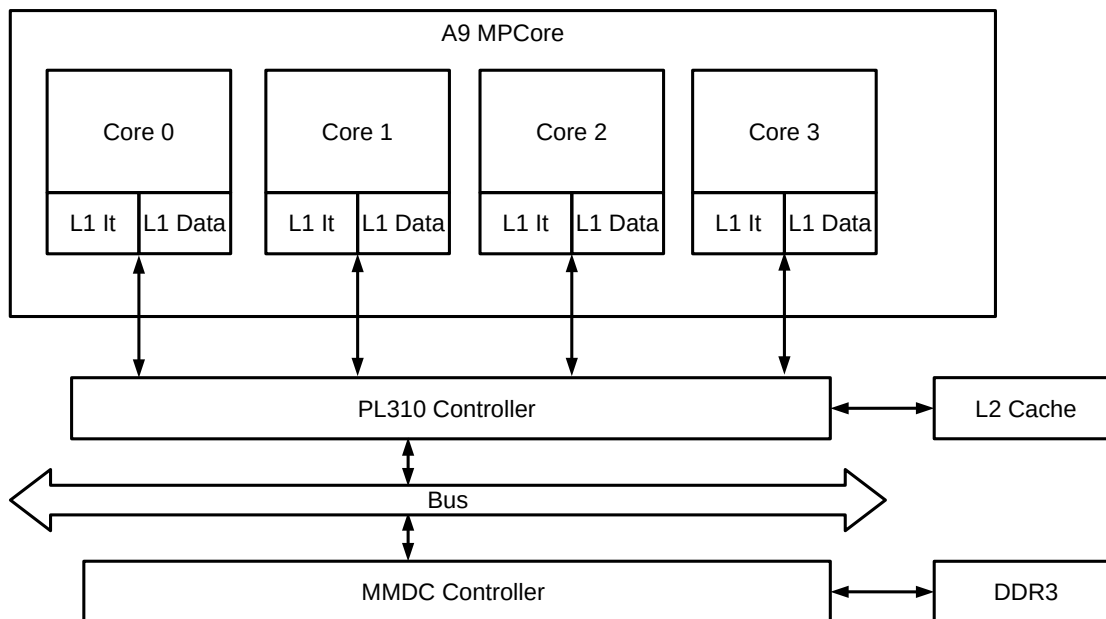 A9 MPCore
Core 0
Core 1
Core 2
Core 3
L1 It
L1 Data
L1 It
L1 Data
L1 It
L1 Data
L1 It
L1 Data
PL310 Controller
L2 Cache
Bus
MMDC Controller
DDR3